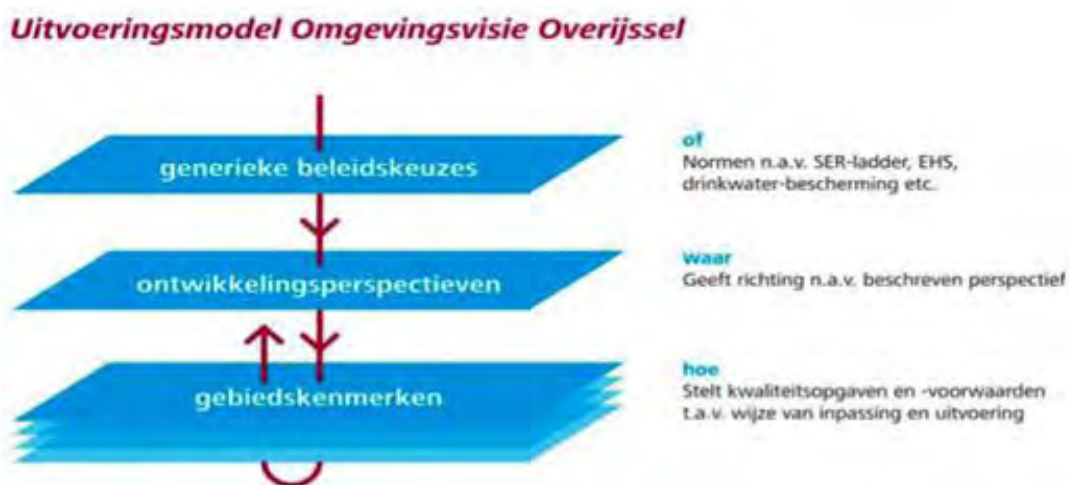 Uitvoeringsmodel Omgevingsvisie Overijssel
generieke beleidskeuzes
of
Normen n.a.v. SER-ladder, EHS,
drinkwater-bescherming etc.
ontwikkelingsperspectieven
waar
Geeft richting n.a.v. beschreven perspectief
gebiedskenmerken
hoe
Stelt kwaliteitsopgaven en -voorwaarden
t.a.v. wijze van inpassing en uitvoering